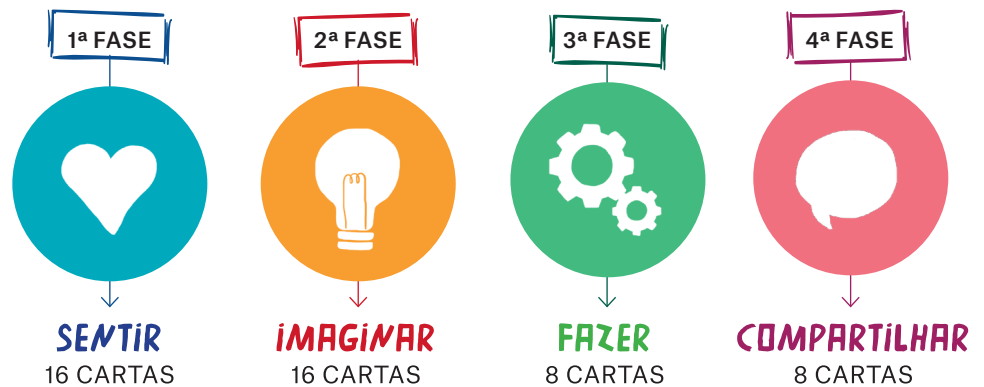 1ª FASE
2ª FASE
3ª FASE
4ª FASE
SENTIR
16 CARTAS
IMAGINAR
16 CARTAS
FAZER
8 CARTAS
COMPARTILHAR
8 CARTAS